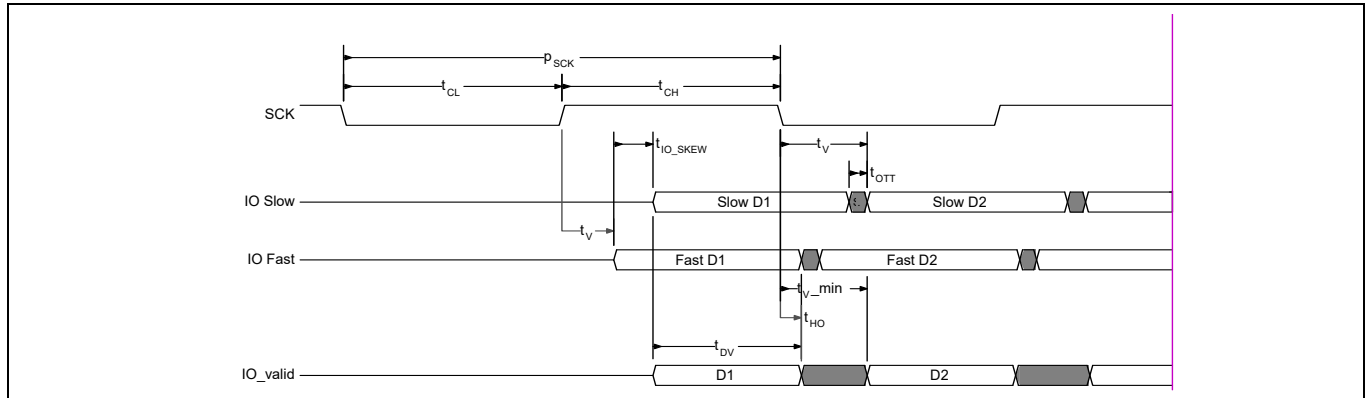 pSCK
tCL
tCH
SCK
tIO_SKEW
tV
tOTT
IO Slow
Slow D1
Slow D2
tV
IO Fast
Fast D1
Fast D2
tV_min
tHO
tDV
IO_valid
D1
D2